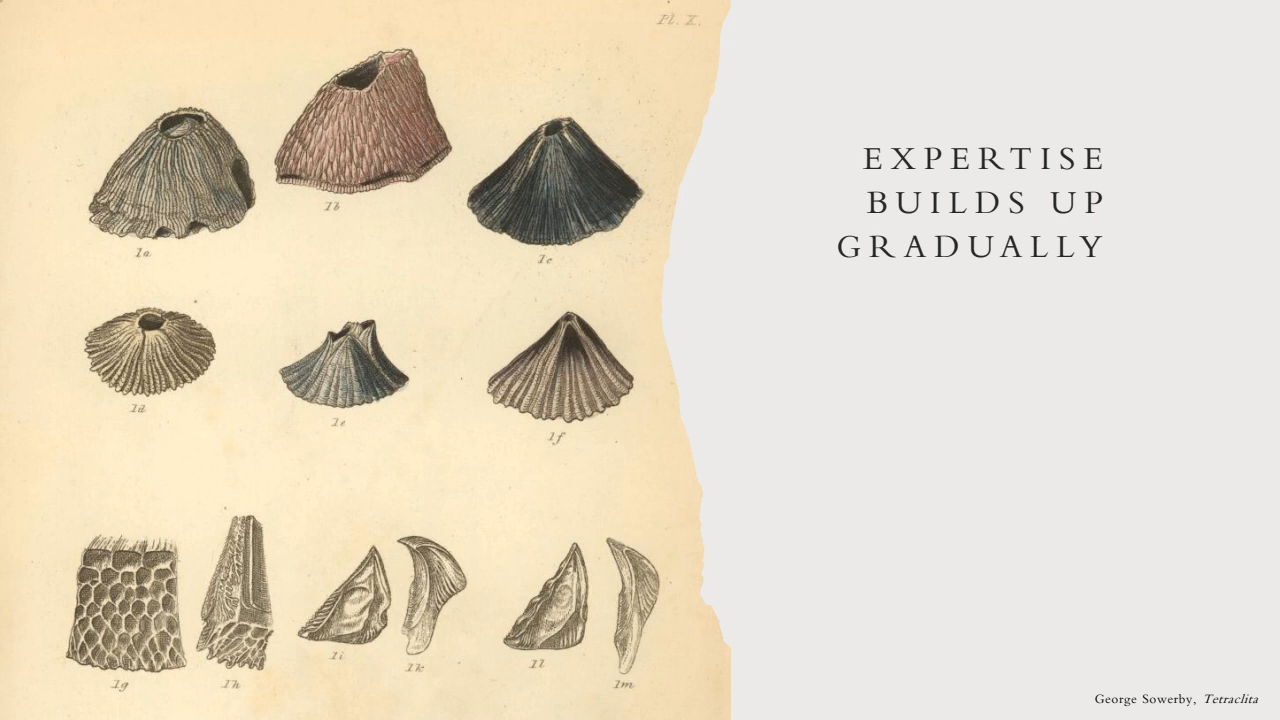 Pl. X.
1b
1a
1c
1d
1e
1f
1g
1h
1i
1k
1l
1m
EXPERTISE
BUILDS UP
GRADUALLY
George Sowerby, Tetraclita